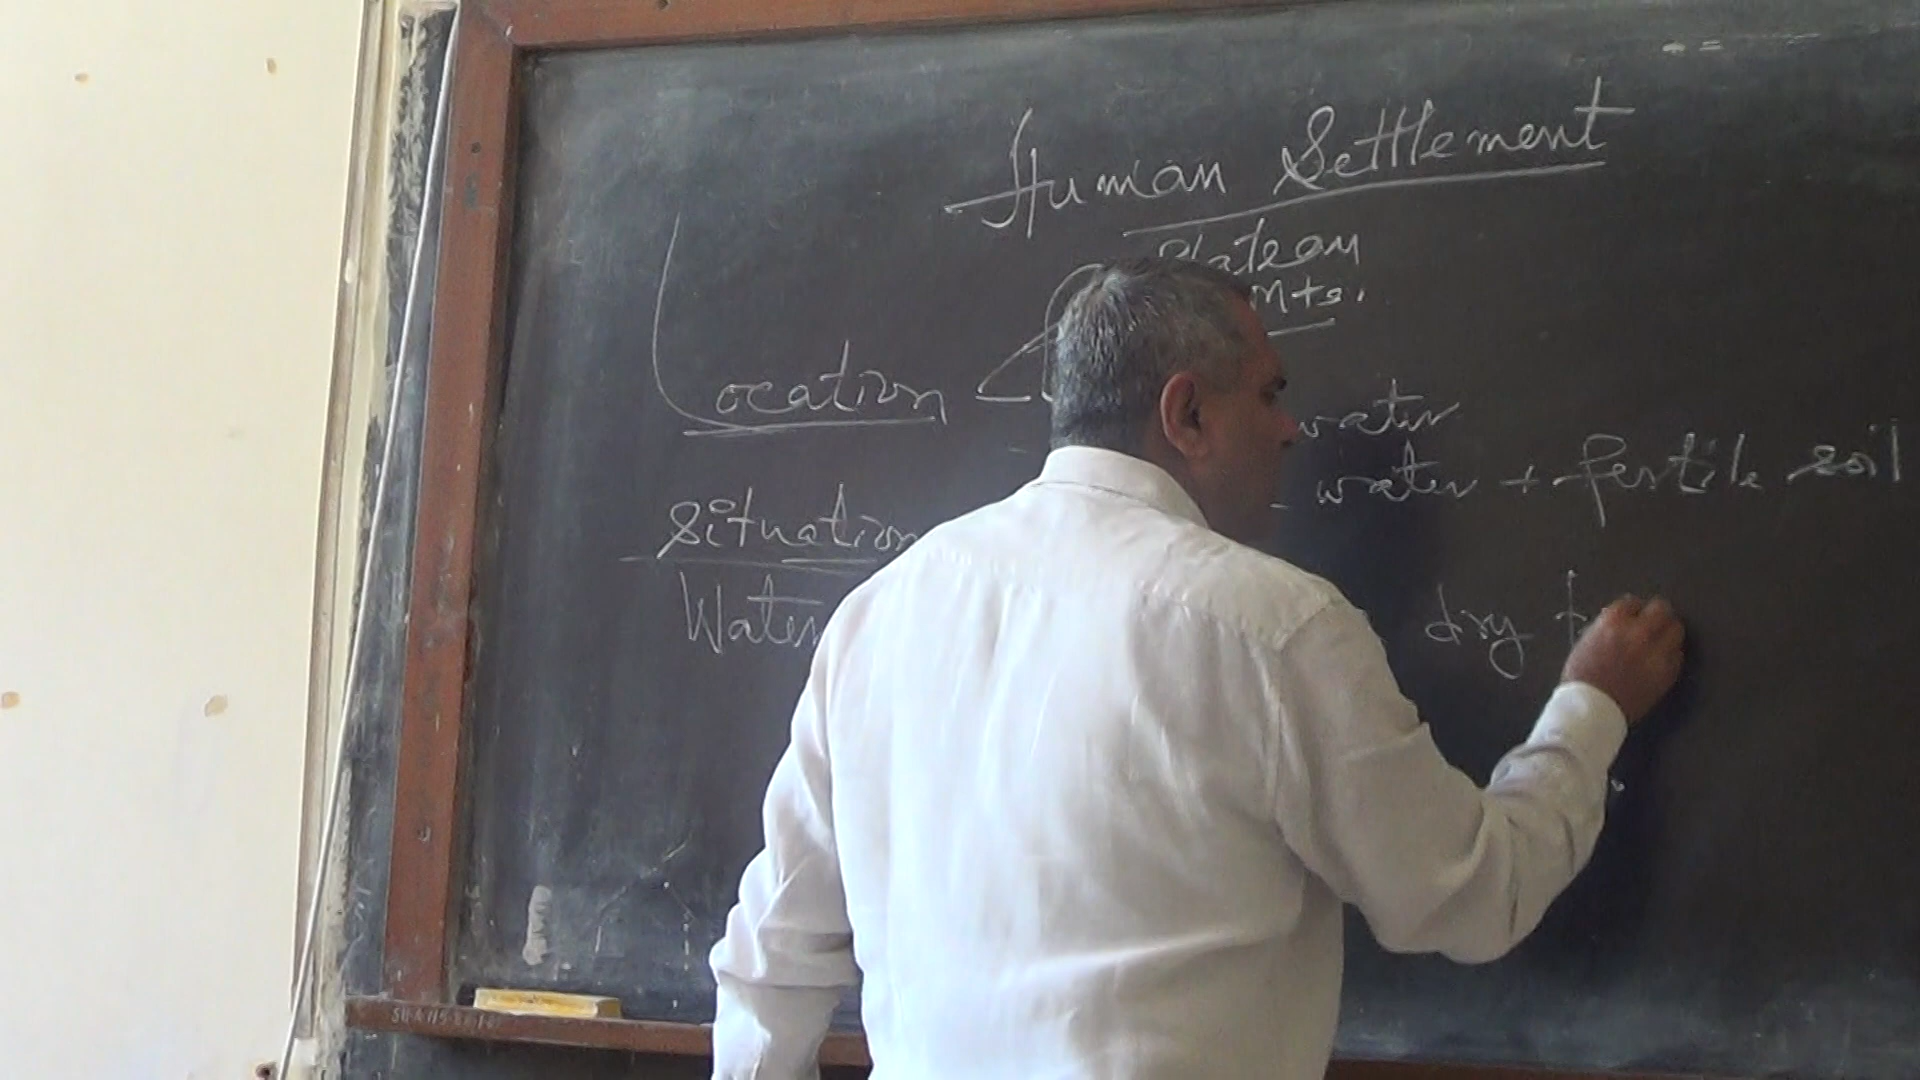 Human Settlement
Plateau
Mts.
Location
water
- water + fertile soil
Situation
Water
dry